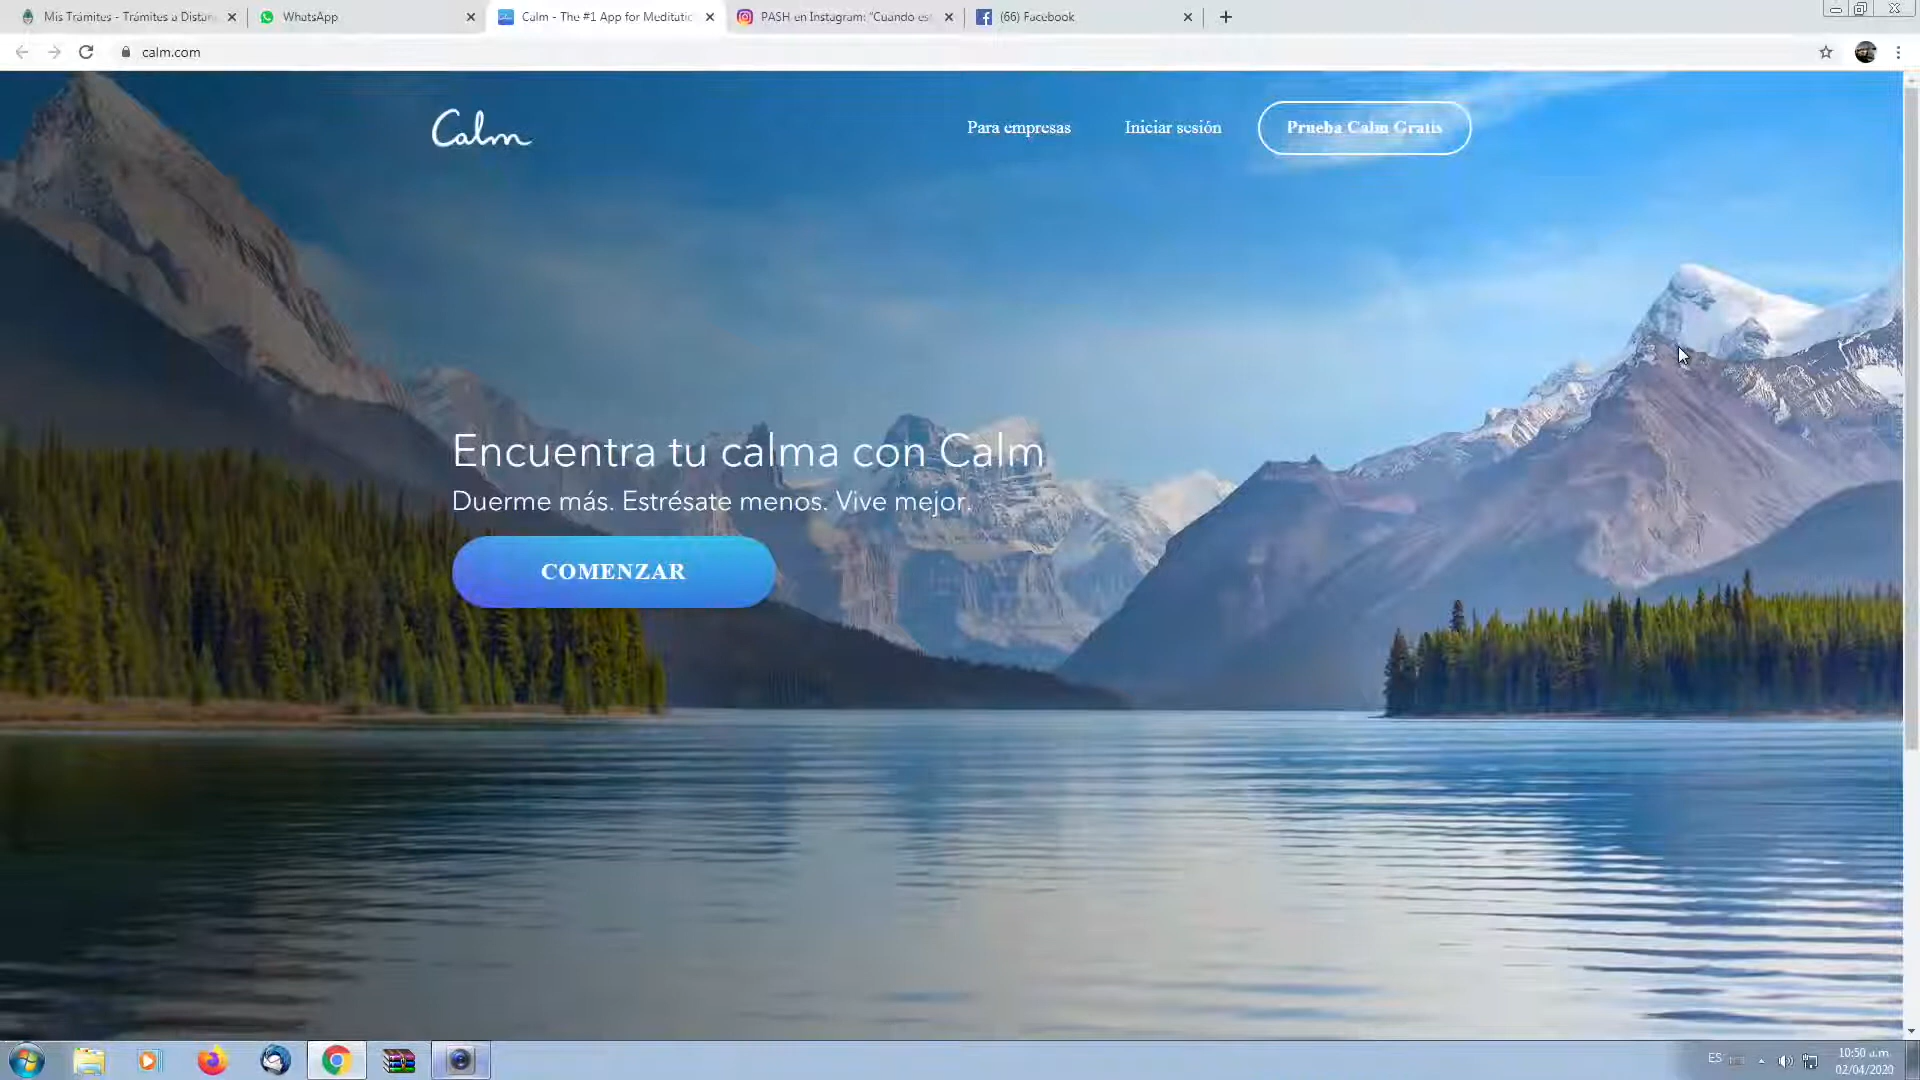 Mis Trámites - Trámites a Distan
WhatsApp
Calm - The #1 App for Meditatic
PASH en Instagram: "Cuando est
(66) Facebook
calm.com
Calm
Para empresas
Iniciar sesión
Prueba Calm Gratis
Encuentra tu calma con Calm
Duerme más. Estrésate menos. Vive mejor.
COMENZAR
ES
10:50 a.m.
02/04/2020